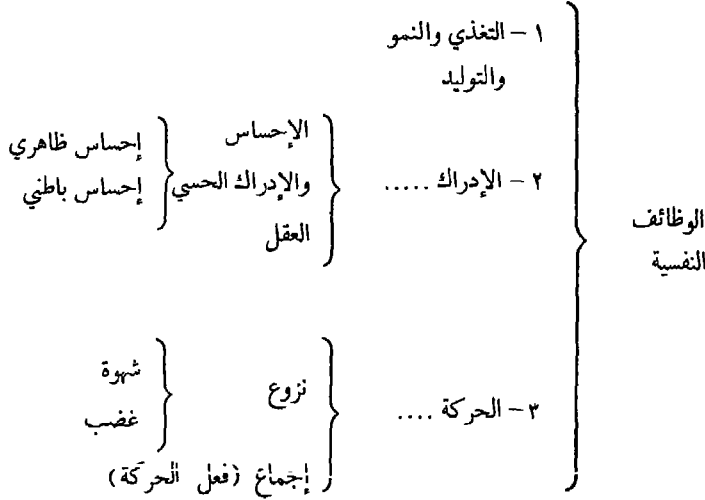 ١ – التغذي والنمو
والتوليد
الوظائف
النفسية
٢ – الإدراك .....
الإحساس
والإدراك الحسي
العقل
إحساس ظاهري
إحساس باطني
٣ – الحركة ....
نزوع
شهوة
غضب
إجماع (فعل الحركة)